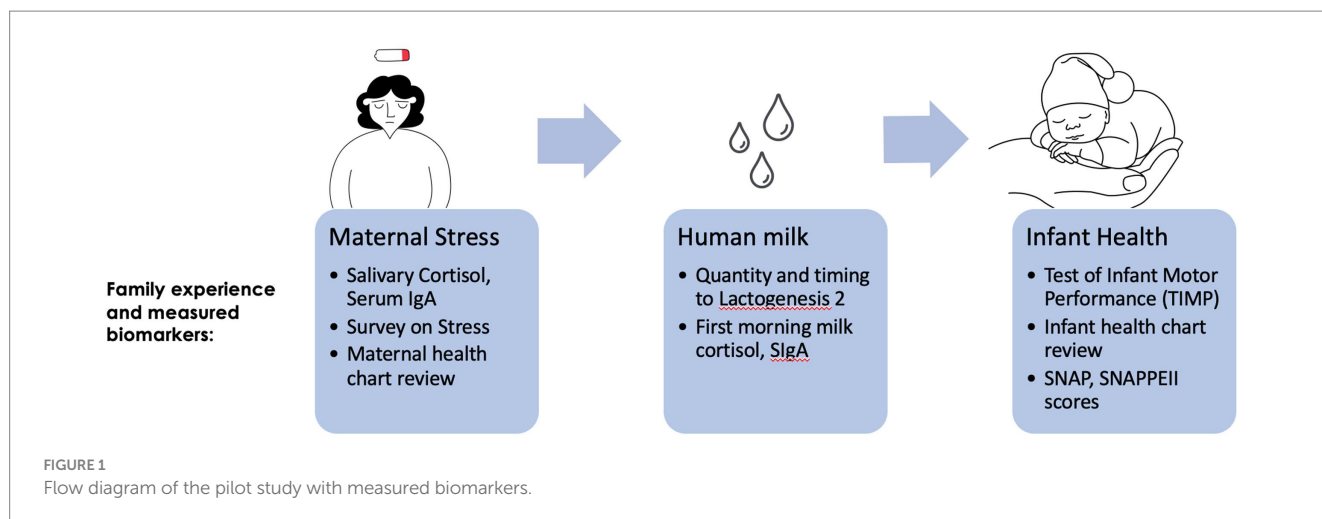 Family experience
and measured
biomarkers:
Maternal Stress
• Salivary Cortisol,
Serum IgA
• Survey on Stress
• Maternal health
chart review
Human milk
• Quantity and timing
to Lactogenesis 2
• First morning milk
cortisol, SIgA
Infant Health
• Test of Infant Motor
Performance (TIMP)
• Infant health chart
review
• SNAP, SNAPPEII
scores
FIGURE 1
Flow diagram of the pilot study with measured biomarkers.